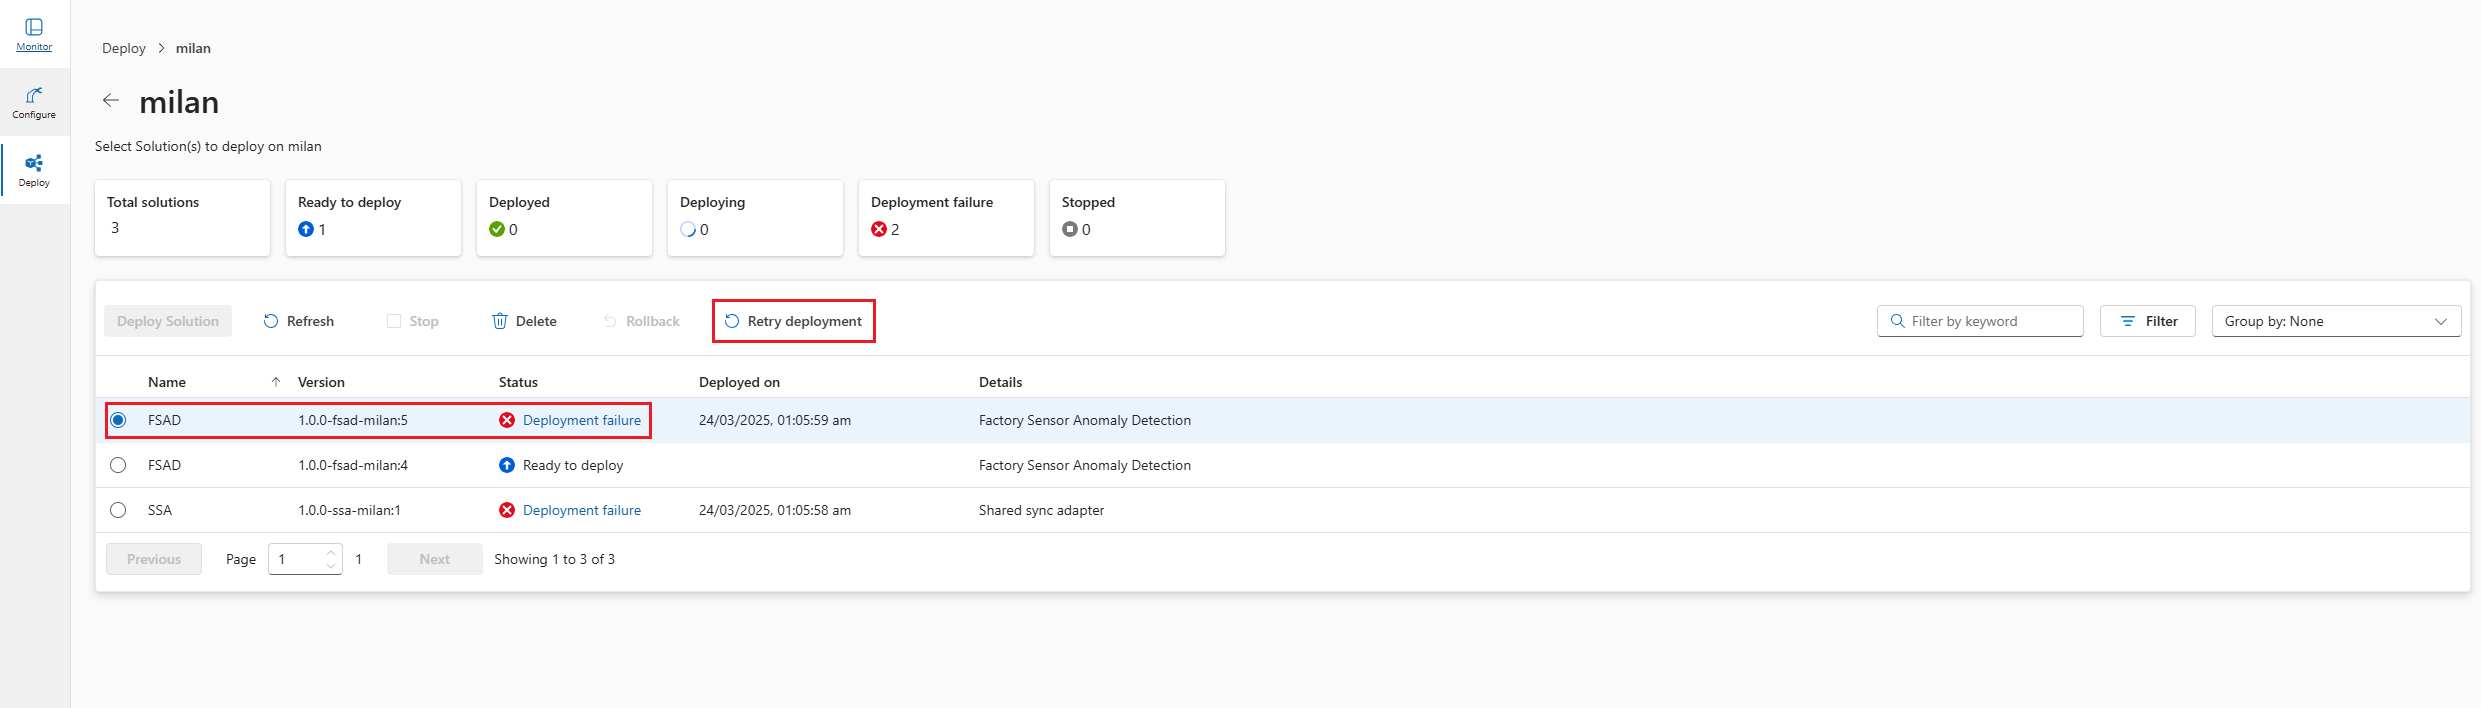 Monitor
Configure
Deploy
Deploy > milan
milan
Select Solution(s) to deploy on milan
Total solutions
3
Ready to deploy
1
Deployed
0
Deploying
0
Deployment failure
2
Stopped
0
Deploy Solution Refresh Stop Delete Rollback Retry deployment Filter by keyword Filter Group by: None
Name Version Status Deployed on Details
FSAD 1.0.0-fsad-milan:5 Deployment failure 24/03/2025, 01:05:59 am Factory Sensor Anomaly Detection
FSAD 1.0.0-fsad-milan:4 Ready to deploy Factory Sensor Anomaly Detection
SSA 1.0.0-ssa-milan:1 Deployment failure 24/03/2025, 01:05:58 am Shared sync adapter
Previous Page 1 1 Next Showing 1 to 3 of 3